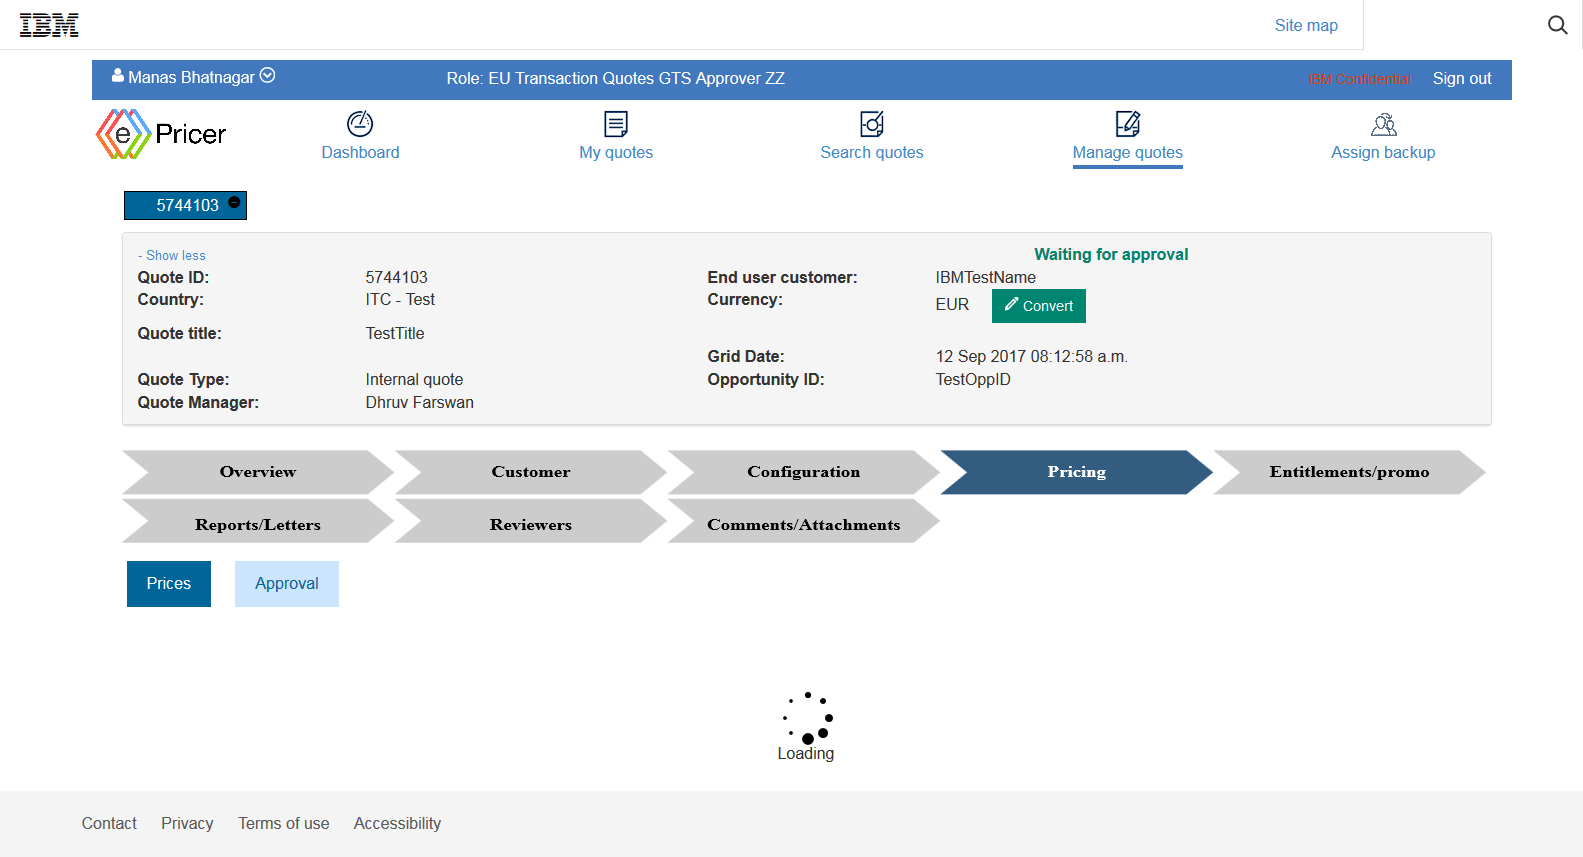 IBM
Site map
Manas Bhatnagar
Role: EU Transaction Quotes GTS Approver ZZ
IBM Confidential
Sign out
e Pricer
Dashboard
My quotes
Search quotes
Manage quotes
Assign backup
5744103
- Show less
Waiting for approval
Quote ID: 5744103
End user customer: IBMTestName
Country: ITC - Test
Currency: EUR
Convert
Quote title: TestTitle
Grid Date: 12 Sep 2017 08:12:58 a.m.
Quote Type: Internal quote
Opportunity ID: TestOppID
Quote Manager: Dhruv Farswan
Overview
Customer
Configuration
Pricing
Entitlements/promo
Reports/Letters
Reviewers
Comments/Attachments
Prices
Approval
Loading
Contact
Privacy
Terms of use
Accessibility